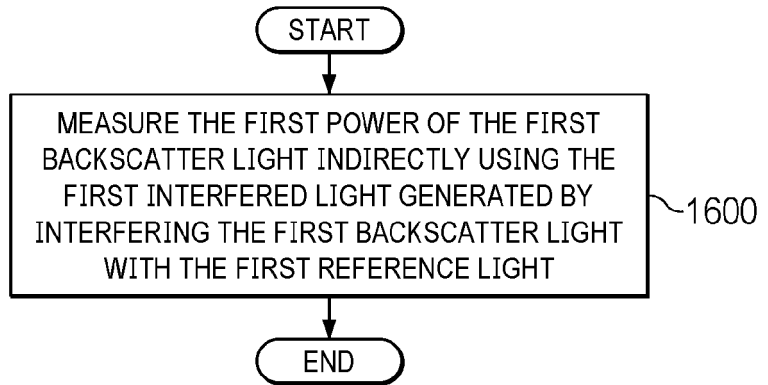 START
MEASURE THE FIRST POWER OF THE FIRST
BACKSCATTER LIGHT INDIRECTLY USING THE
FIRST INTERFERED LIGHT GENERATED BY
INTERFERING THE FIRST BACKSCATTER LIGHT
WITH THE FIRST REFERENCE LIGHT
1600
END